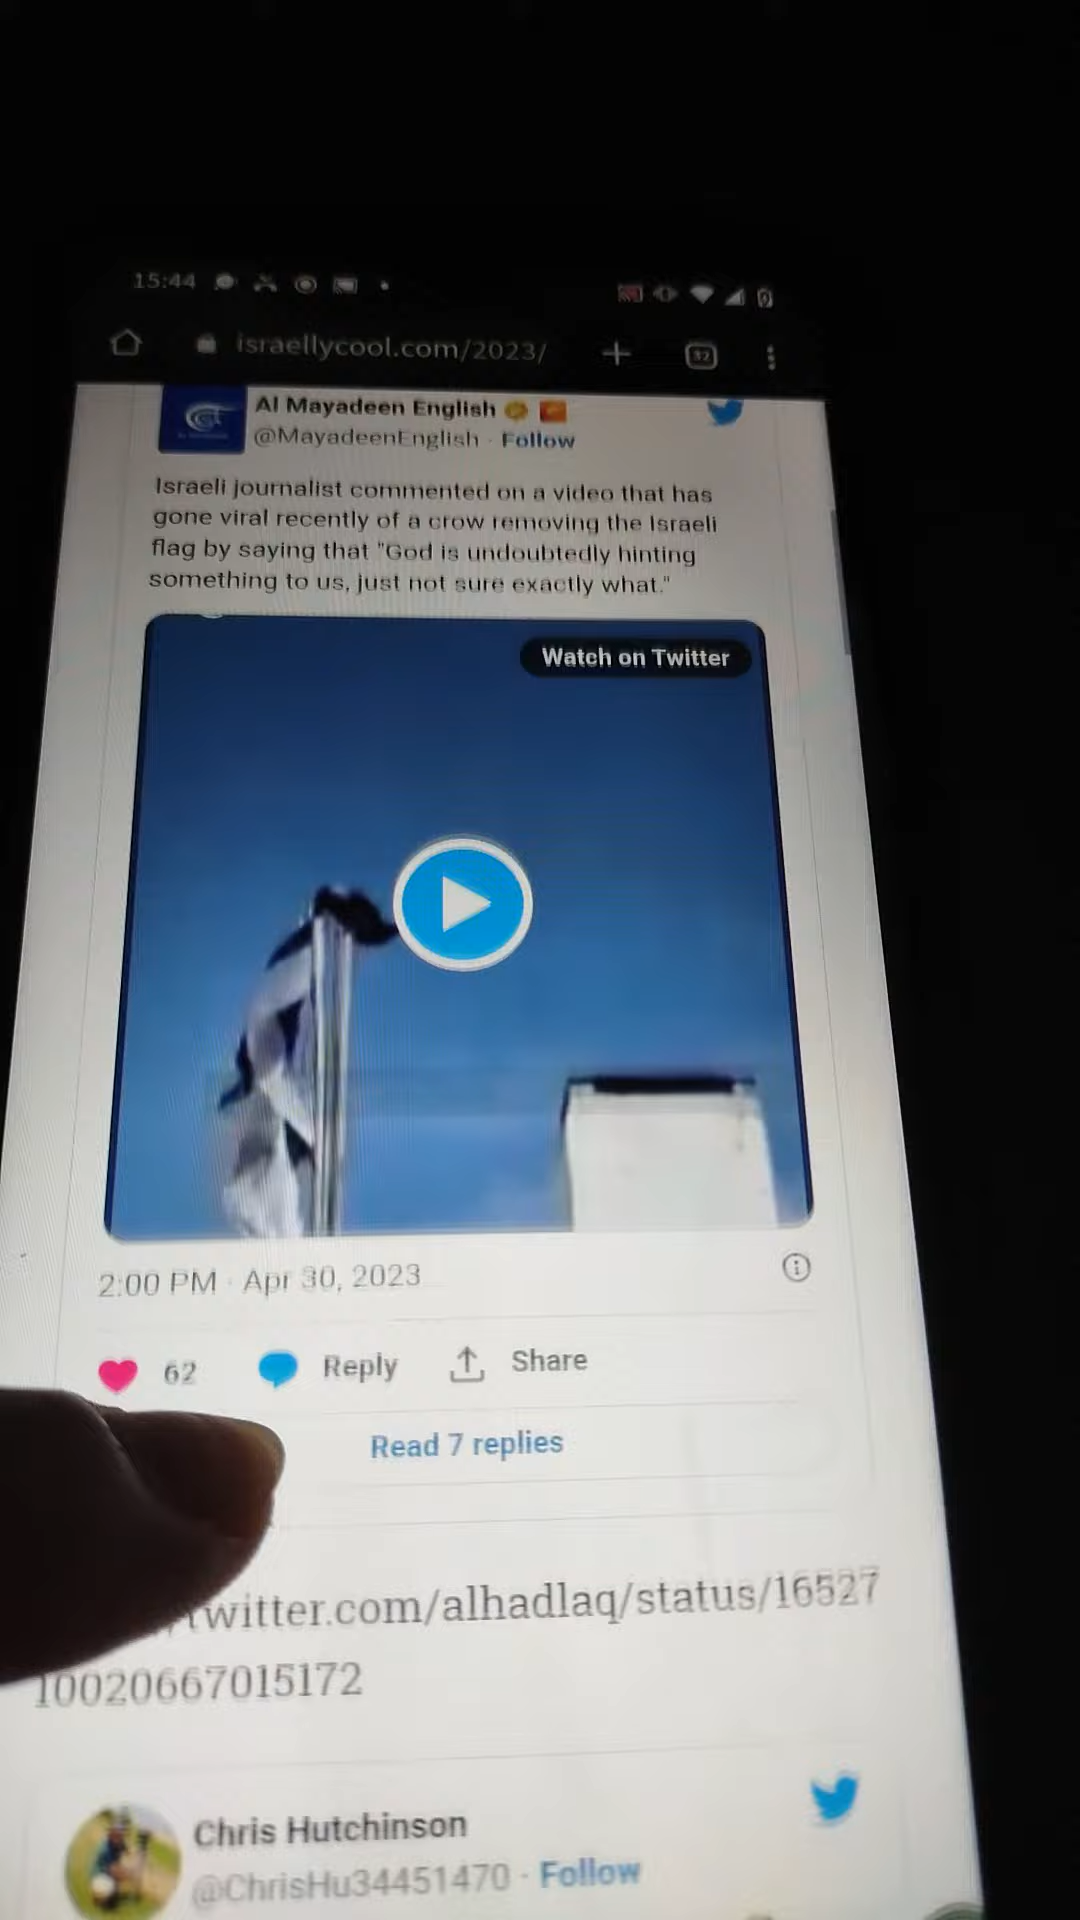 15:44
israellycool.com/2023/
32
Al Mayadeen English
@MayadeenEnglish · Follow
Israeli journalist commented on a video that has
gone viral recently of a crow removing the Israeli
flag by saying that "God is undoubtedly hinting
something to us, just not sure exactly what."
Watch on Twitter
2:00 PM · Apr 30, 2023
62 Reply Share
Read 7 replies
twitter.com/alhadlaq/status/16527
10020667015172
Chris Hutchinson
@ChrisHu34451470 · Follow